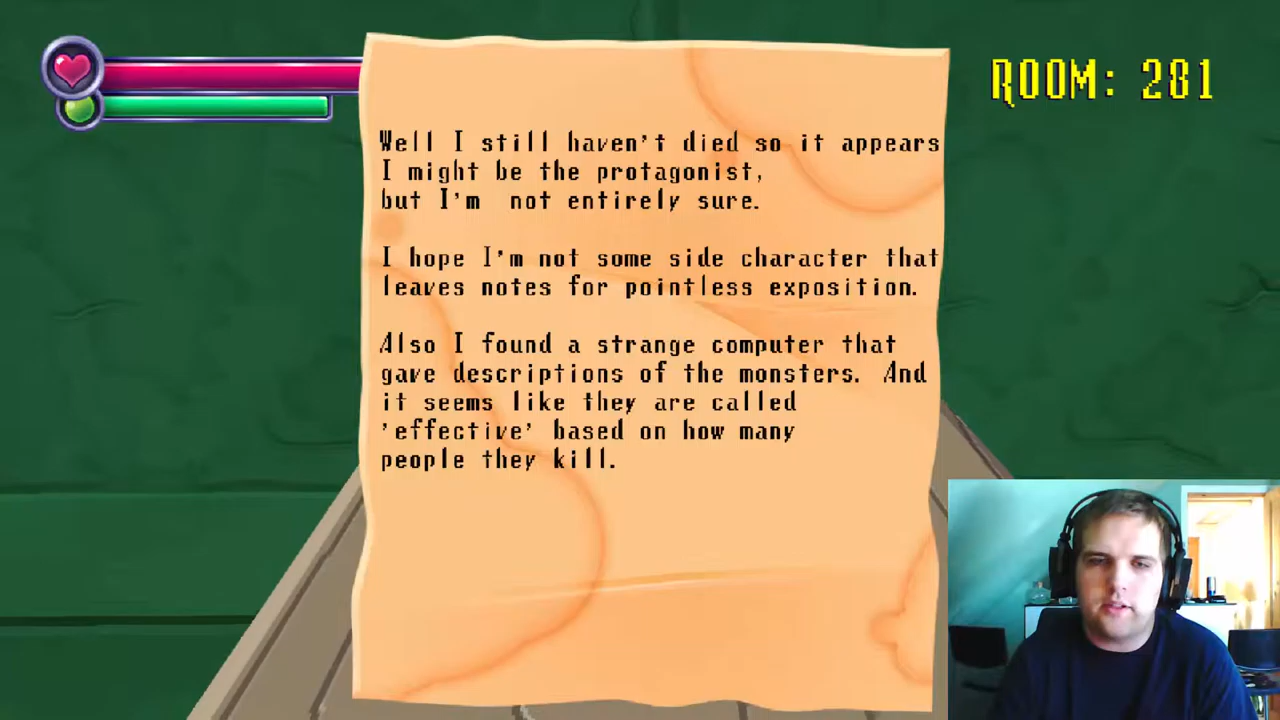 ROOM: 281
Well I still haven't died so it appears
I might be the protagonist,
but I'm  not entirely sure.
I hope I'm not some side character that
leaves notes for pointless exposition.
Also I found a strange computer that
gave descriptions of the monsters.  And
it seems like they are called
'effective' based on how many
people they kill.